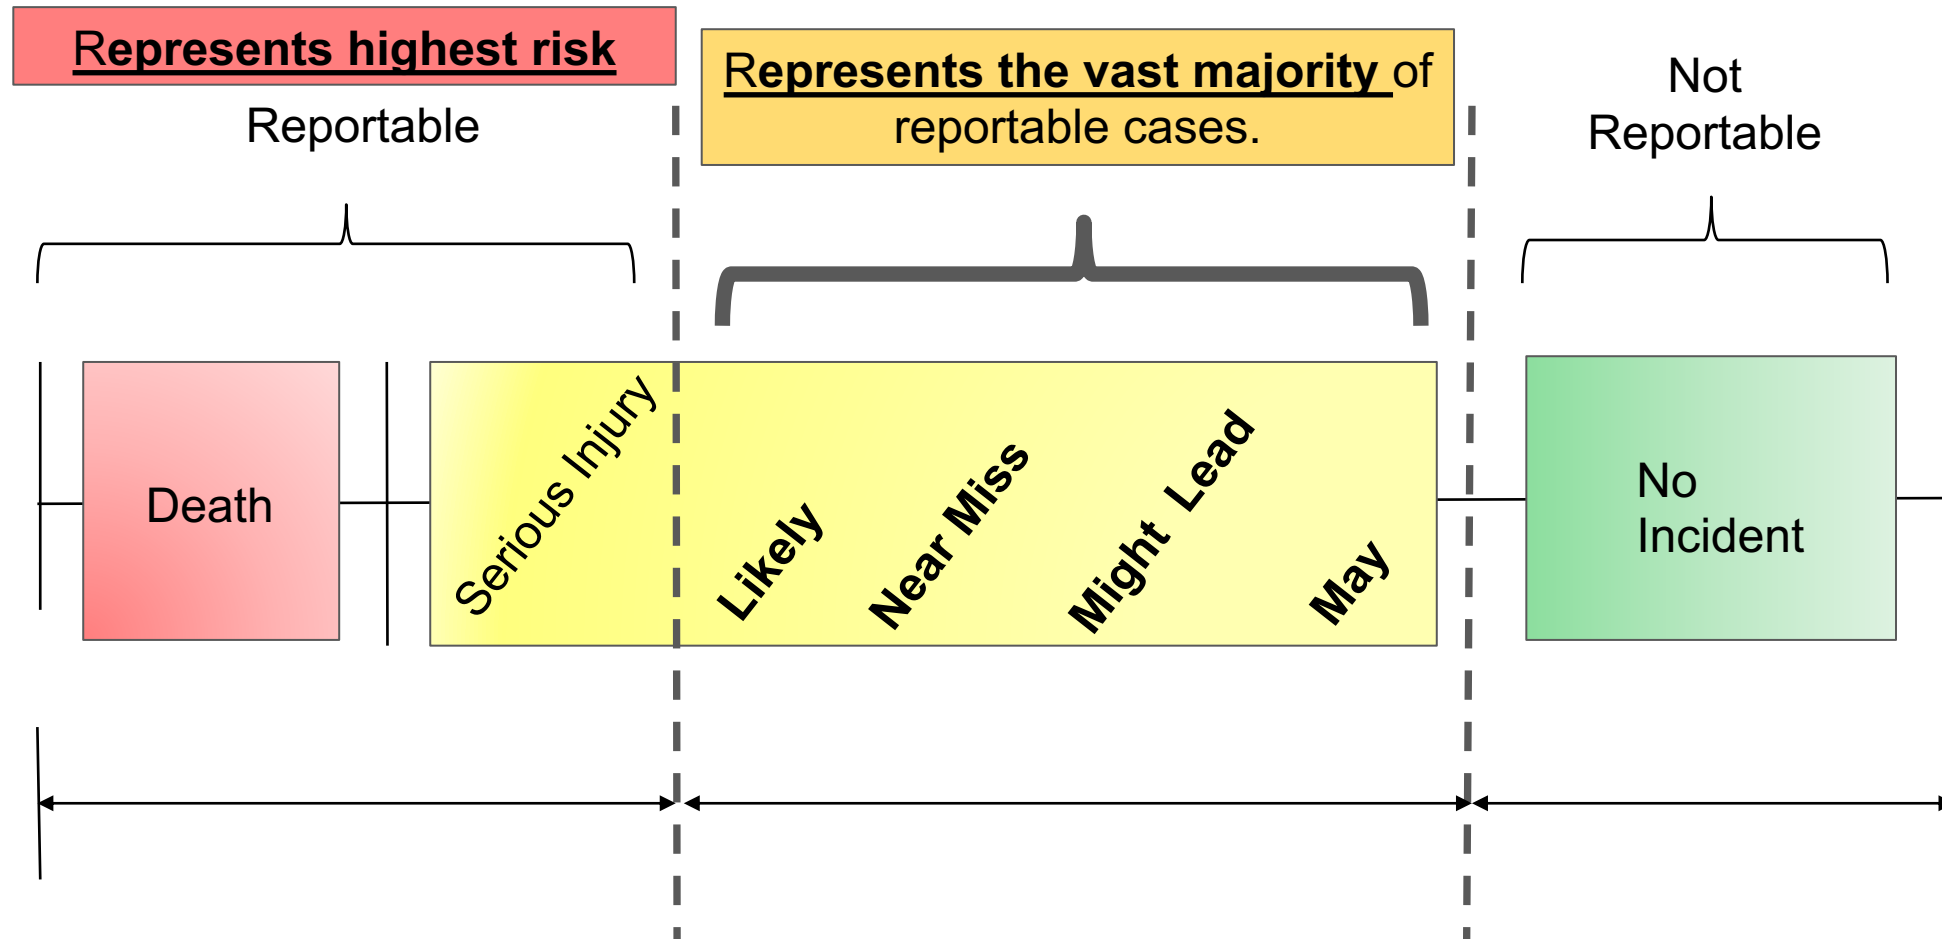 Represents highest risk
Reportable
Represents the vast majority of
reportable cases.
Not
Reportable
Death
Serious Injury
Likely
Near Miss
Might Lead
May
No
Incident